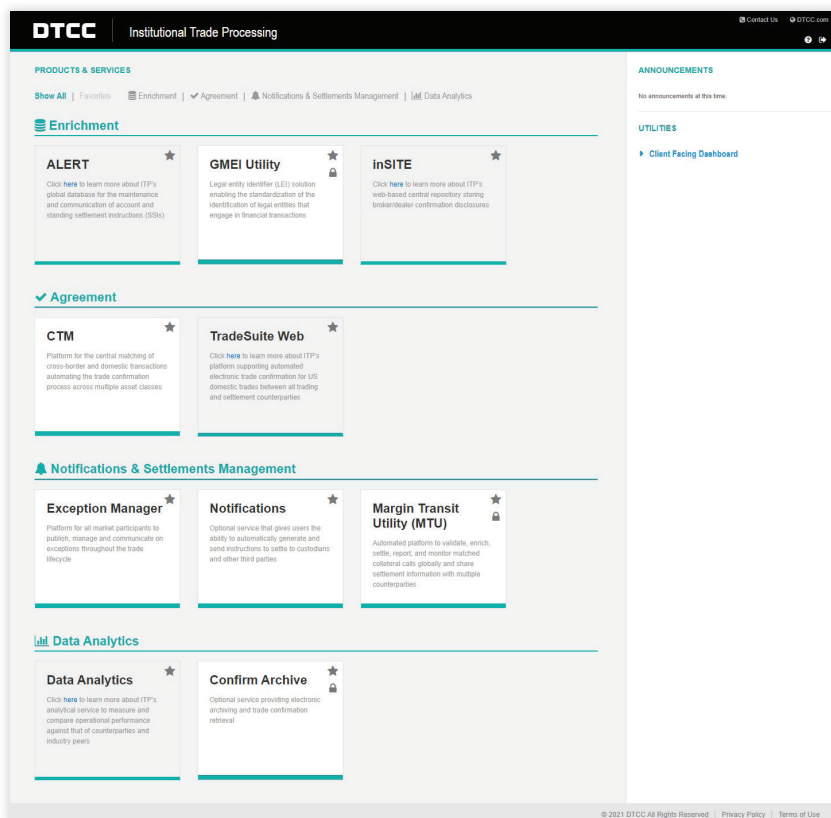 DTCC
Institutional Trade Processing
Contact Us
DTCC.com
PRODUCTS & SERVICES
Show All | Favorites Enrichment | Agreement | Notifications & Settlements Management | Data Analytics
Enrichment
ALERT
Click here to learn more about ITP's
global database for the maintenance
and communication of account and
standing settlement instructions (SSIs)
GMEI Utility
Legal entity identifier (LEI) solution
enabling the standardization of the
identification of legal entities that
engage in financial transactions
inSITE
Click here to learn more about ITP's
web-based central repository storing
broker/dealer confirmation disclosures
Agreement
CTM
Platform for the central matching of
cross-border and domestic transactions
automating the trade confirmation
process across multiple asset classes
TradeSuite Web
Click here to learn more about ITP's
platform supporting automated
electronic trade confirmation for US
domestic trades between all trading
and settlement counterparties
Notifications & Settlements Management
Exception Manager
Platform for all market participants to
publish, manage and communicate on
exceptions throughout the trade
lifecycle
Notifications
Optional service that gives users the
ability to automatically generate and
send instructions to settle to custodians
and other third parties
Margin Transit
Utility (MTU)
Automated platform to validate, enrich,
settle, report, and monitor matched
collateral calls globally and share
settlement information with multiple
counterparties
Data Analytics
Data Analytics
Click here to learn more about ITP's
analytical service to measure and
compare operational performance
against that of counterparties and
industry peers
Confirm Archive
Optional service providing electronic
archiving and trade confirmation
retrieval
ANNOUNCEMENTS
No announcements at this time.
UTILITIES
Client Facing Dashboard
© 2021 DTCC All Rights Reserved | Privacy Policy | Terms of Use